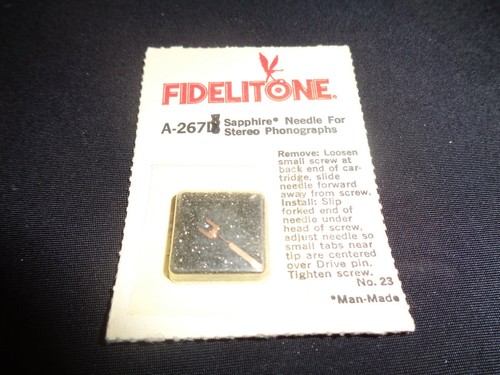 FIDELITONE®
A-267D
Sapphire* Needle For
Stereo Phonographs
Remove: Loosen
small screw at
back end of car-
tridge, slide
needle forward
away from screw.
Install: Slip
forked end of
needle under
head of screw,
adjust needle so
small tabs near
tip are centered
over Drive pin.
Tighten screw.
No. 23
*Man-Made